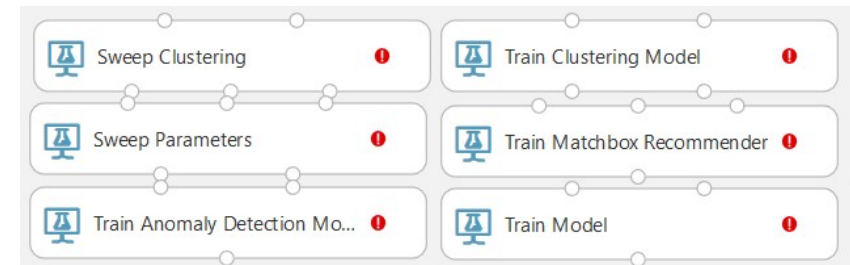 Sweep Clustering
Train Clustering Model
Sweep Parameters
Train Matchbox Recommender
Train Anomaly Detection Mo...
Train Model